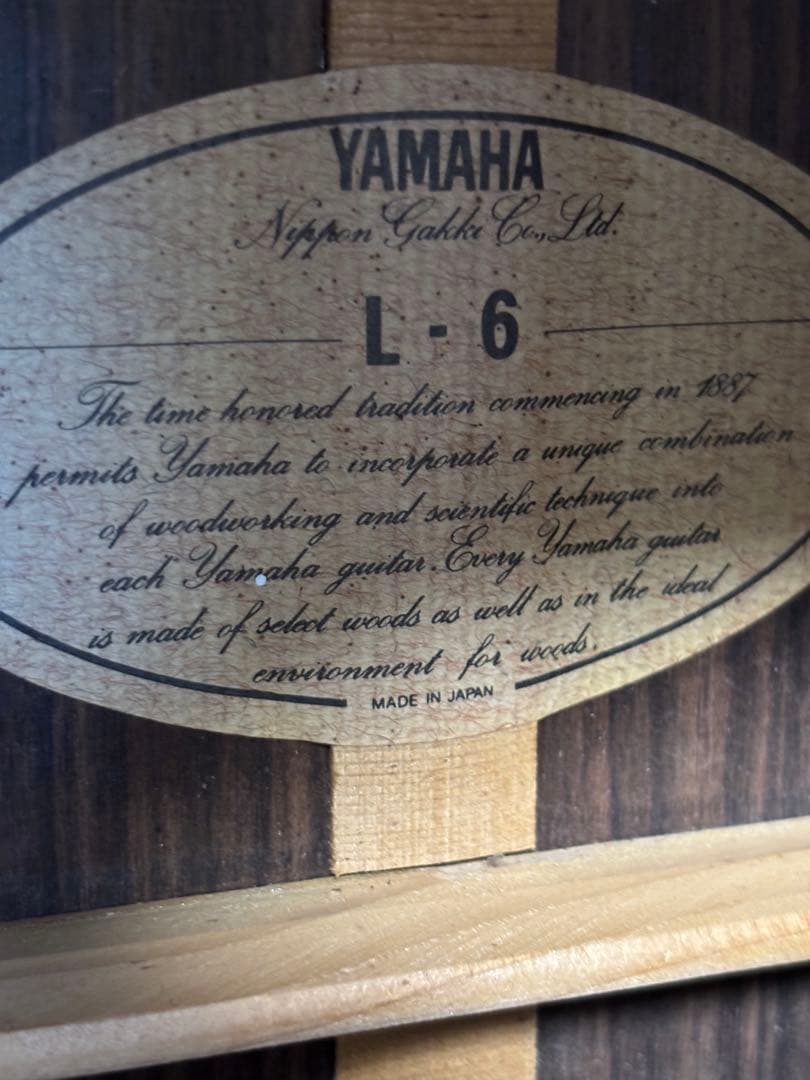 YAMAHA
Nippon Gakki Co., Ltd.
L - 6
The time honored tradition commencing in 1887
permits Yamaha to incorporate a unique combination
of woodworking and scientific technique into
each Yamaha guitar. Every Yamaha guitar
is made of select woods as well as in the ideal
environment for woods.
MADE IN JAPAN